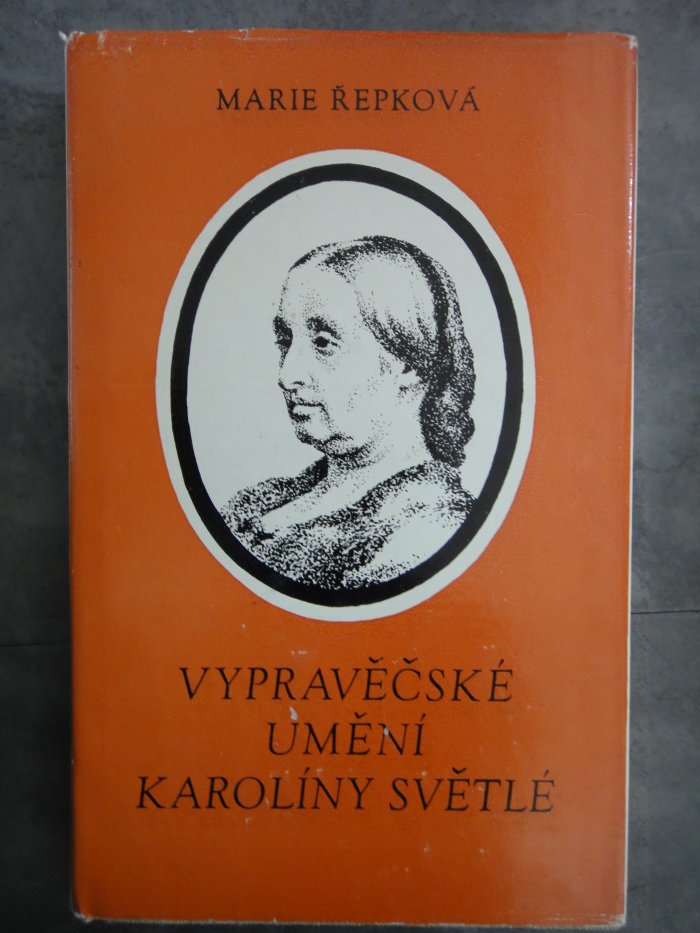 MARIE ŘEPKOVÁ
VYPRAVĚČSKÉ
UMĚNÍ
KAROLÍNY SVĚTLÉ